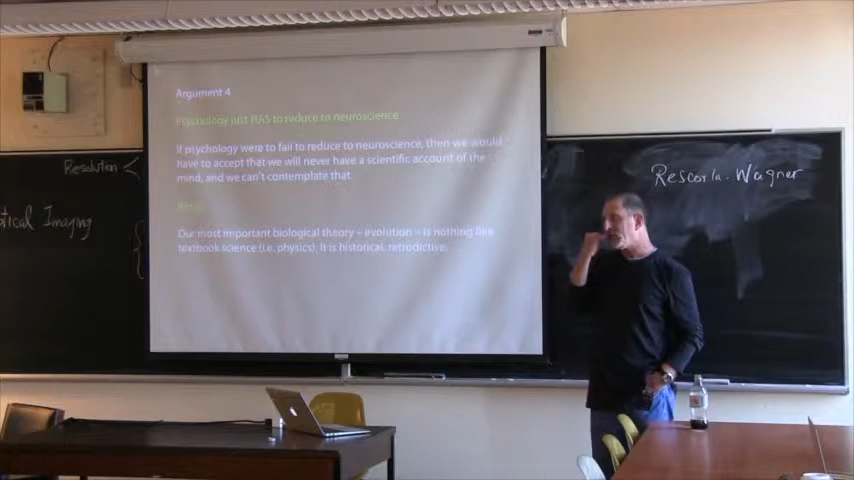 Argument 4
Psychology just HAS to reduce to neuroscience
If psychology were to fail to reduce to neuroscience, then we would
have to accept that we will never have a scientific account of the
mind, and we can't contemplate that.
Our most important biological theory – evolution – is nothing like
textbook science (i.e. physics); It is historical, retrodictive, ...
Resolution <
Imaging
Rescorla-Wagner